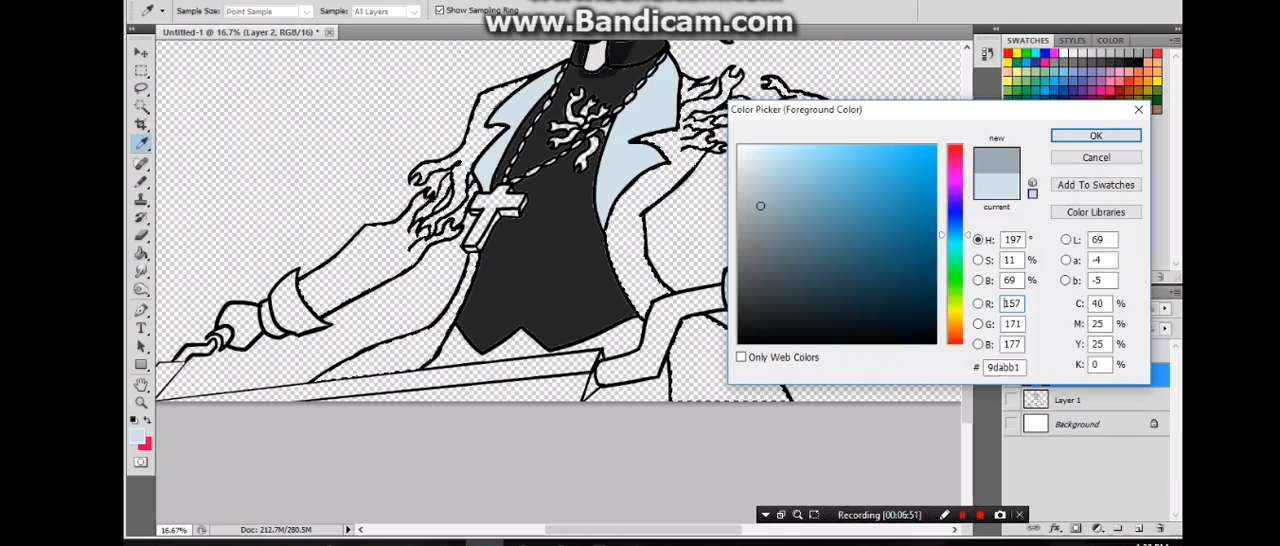 www.Bandicam.com
Sample Size: Point Sample Sample: All Layers Show Sampling Ring
Untitled-1 @ 16.7% (Layer 2, RGB/16) *
SWATCHES STYLES COLOR
Color Picker (Foreground Color)
new
current
OK
Cancel
Add To Swatches
Color Libraries
H: 197 °
S: 11 %
B: 69 %
R: 157
G: 171
B: 177
# 9dabb1
L: 69
a: -4
b: -5
C: 40 %
M: 25 %
Y: 25 %
K: 0 %
Only Web Colors
Layer 1
Background
Recording [00:06:51]
16.67% Doc: 212.7M/280.5M